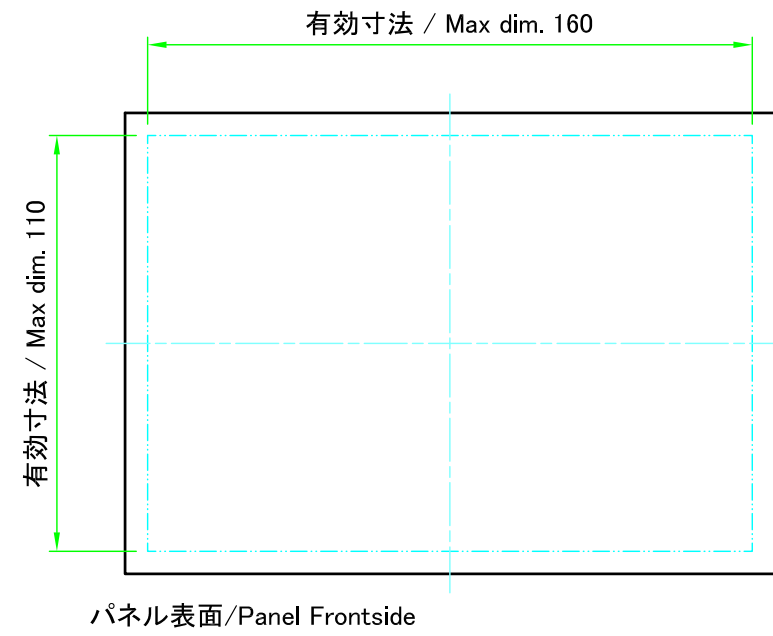 有効寸法 / Max dim. 160
有効寸法 / Max dim. 110
パネル表面/Panel Frontside